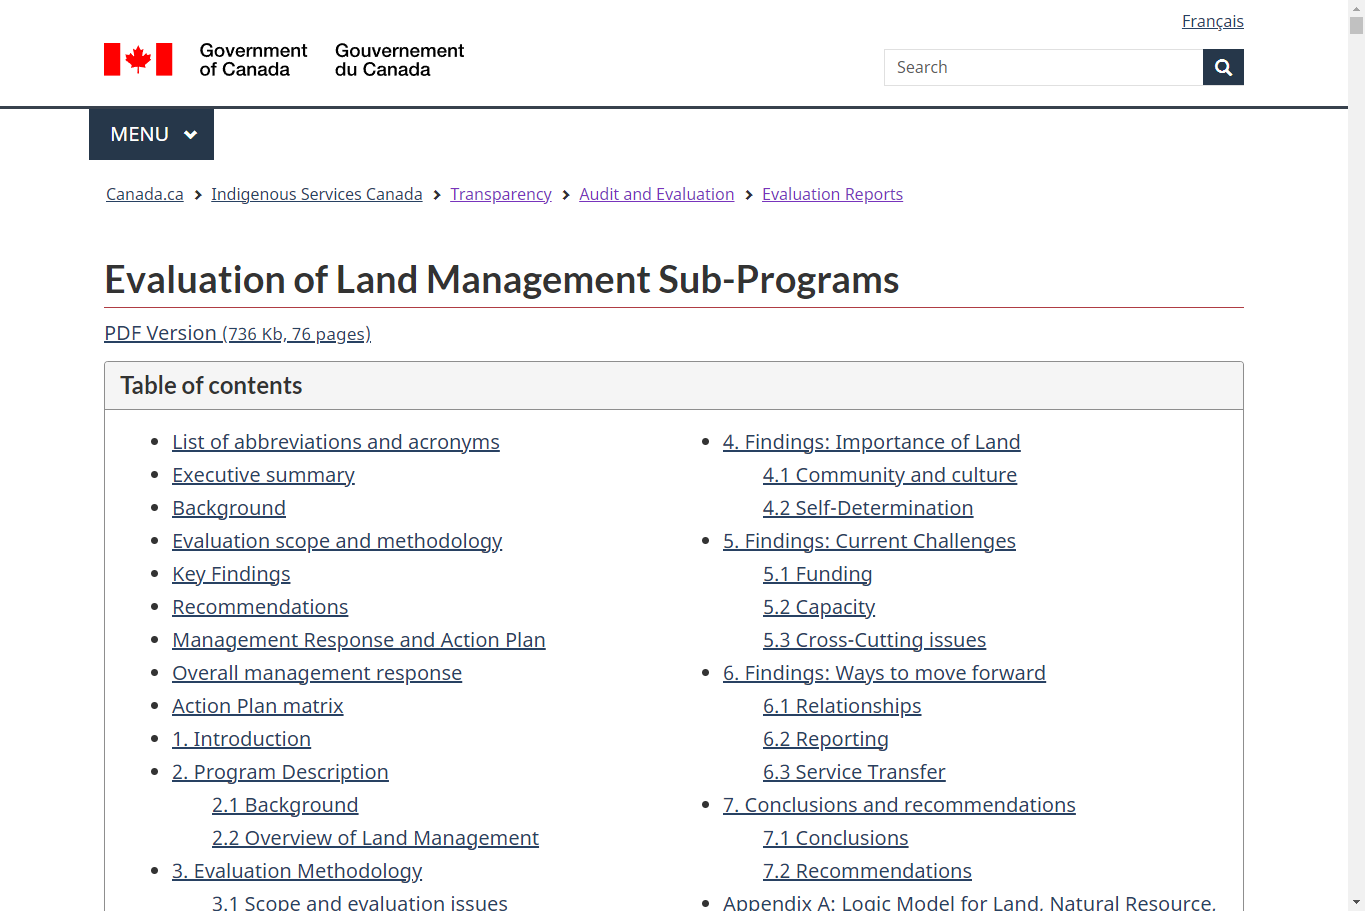 Français
Government of Canada
Gouvernement du Canada
Search
MENU
Canada.ca
Indigenous Services Canada
Transparency
Audit and Evaluation
Evaluation Reports
Evaluation of Land Management Sub-Programs
PDF Version (736 Kb, 76 pages)
Table of contents
List of abbreviations and acronyms
Executive summary
Background
Evaluation scope and methodology
Key Findings
Recommendations
Management Response and Action Plan
Overall management response
Action Plan matrix
1. Introduction
2. Program Description
2.1 Background
2.2 Overview of Land Management
3. Evaluation Methodology
3.1 Scope and evaluation issues
4. Findings: Importance of Land
4.1 Community and culture
4.2 Self-Determination
5. Findings: Current Challenges
5.1 Funding
5.2 Capacity
5.3 Cross-Cutting issues
6. Findings: Ways to move forward
6.1 Relationships
6.2 Reporting
6.3 Service Transfer
7. Conclusions and recommendations
7.1 Conclusions
7.2 Recommendations
Appendix A: Logic Model for Land, Natural Resource,